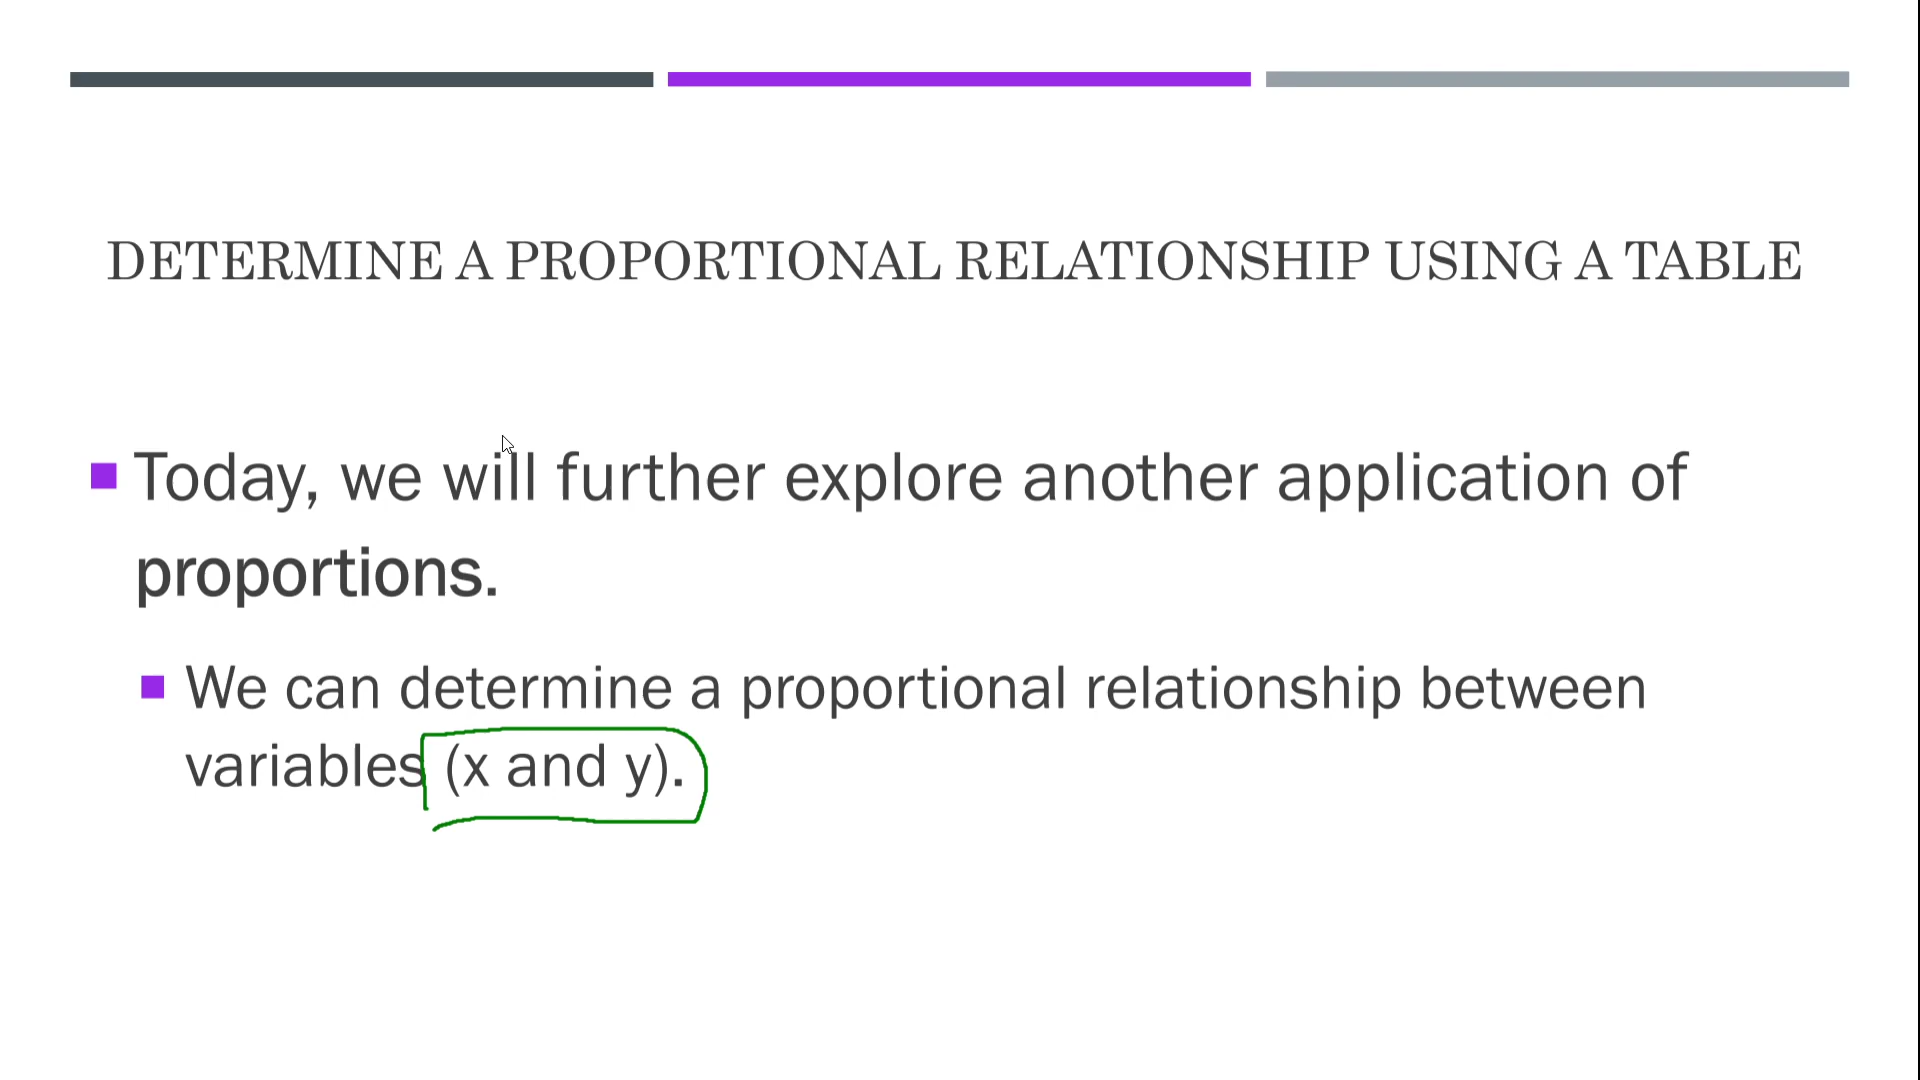 DETERMINE A PROPORTIONAL RELATIONSHIP USING A TABLE
Today, we will further explore another application of
proportions.
We can determine a proportional relationship between
variables (x and y).